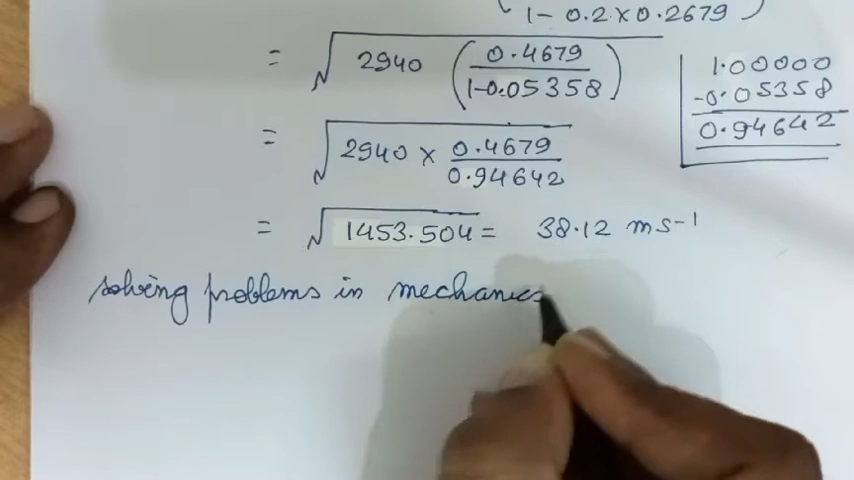 1 - 0.2 × 0.2679
= √2940 (0.4679 / 1-0.05358)
1.00000
-0.05358
0.94642
= √2940 × 0.4679 / 0.94642
= √1453.504 = 38.12 ms⁻¹
solving problems in mechanics